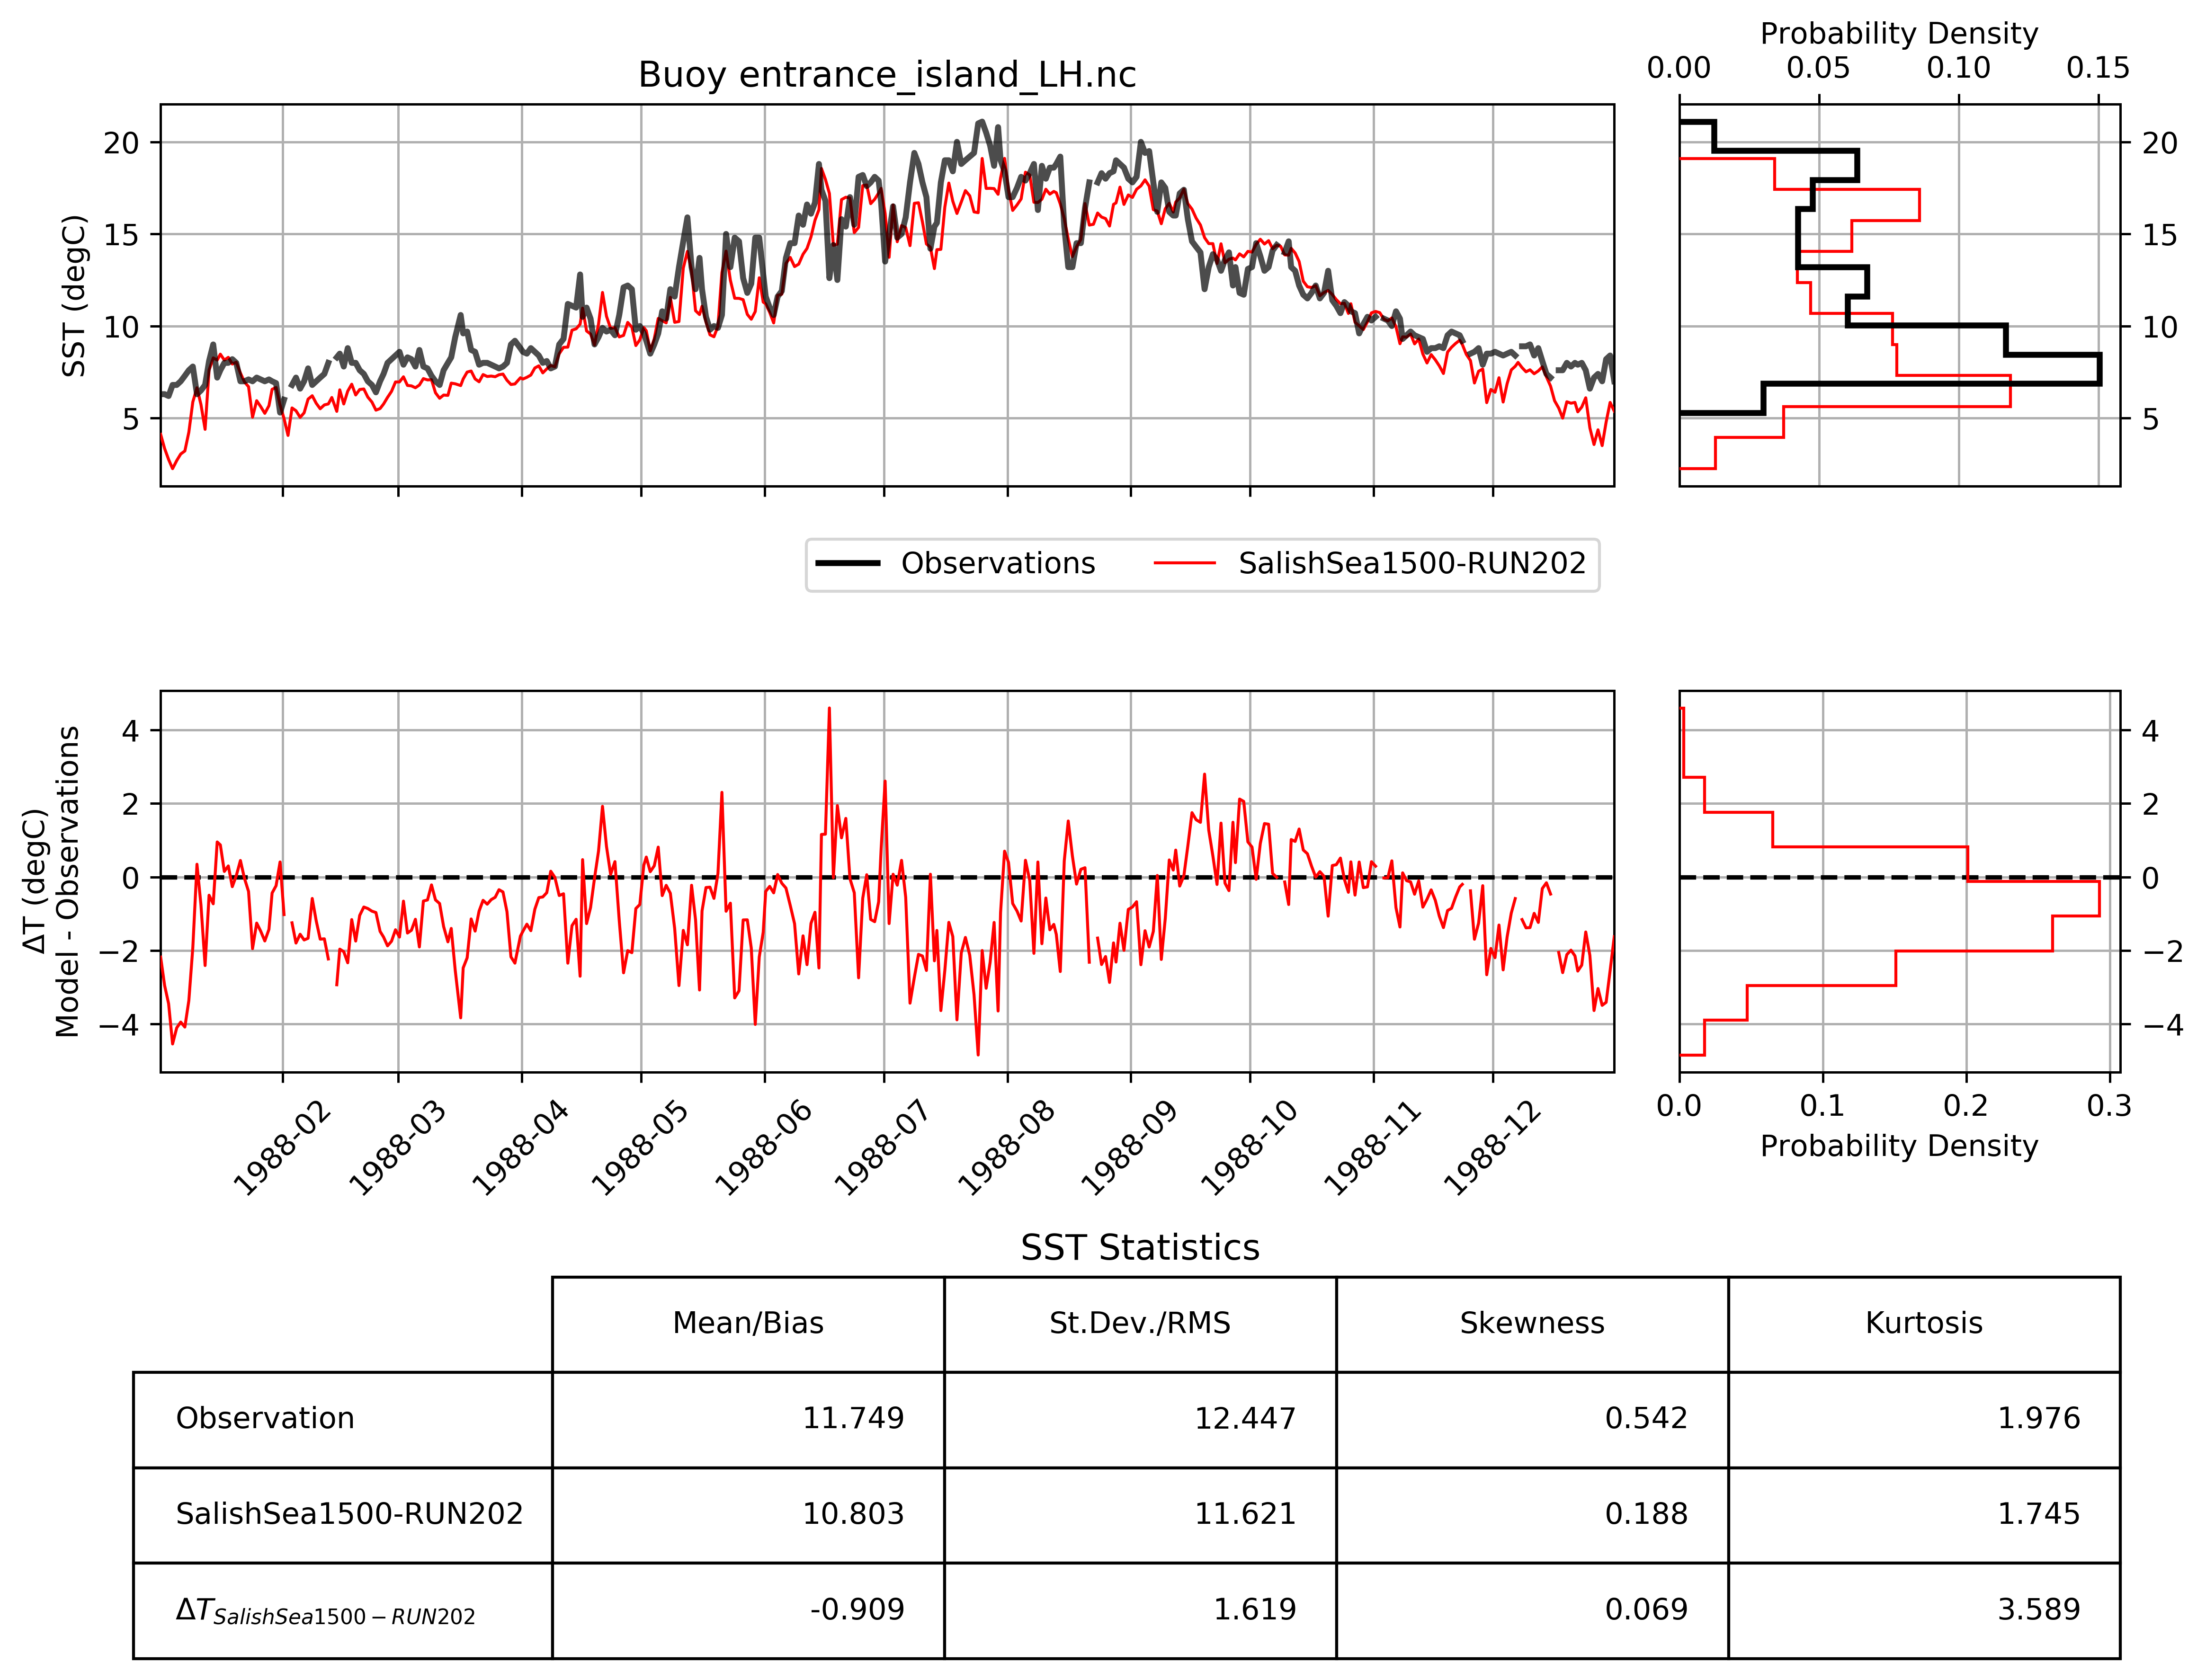 Probability Density
0.00 0.05 0.10 0.15
Buoy entrance_island_LH.nc
SST (degC)
20
15
10
5
20
15
10
5
Observations SalishSea1500-RUN202
ΔT (degC)
Model - Observations
4
2
0
−2
−4
4
2
0
−2
−4
0.0 0.1 0.2 0.3
Probability Density
1988-02 1988-03 1988-04 1988-05 1988-06 1988-07 1988-08 1988-09 1988-10 1988-11 1988-12
SST Statistics
Mean/Bias St.Dev./RMS Skewness Kurtosis
Observation 11.749 12.447 0.542 1.976
SalishSea1500-RUN202 10.803 11.621 0.188 1.745
ΔT SalishSea1500−RUN202 -0.909 1.619 0.069 3.589